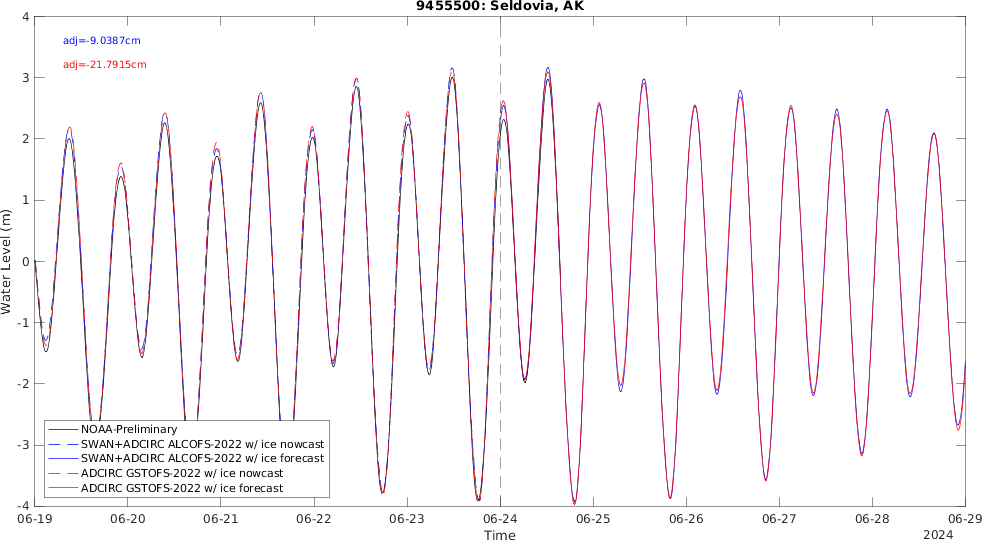 9455500: Seldovia, AK
adj=-9.0387cm
adj=-21.7915cm
Water Level (m)
4
3
2
1
0
-1
-2
-3
-4
NOAA-Preliminary
SWAN+ADCIRC ALCOFS-2022 w/ ice nowcast
SWAN+ADCIRC ALCOFS-2022 w/ ice forecast
ADCIRC GSTOFS-2022 w/ ice nowcast
ADCIRC GSTOFS-2022 w/ ice forecast
06-19 06-20 06-21 06-22 06-23 06-24 06-25 06-26 06-27 06-28 06-29
Time
2024